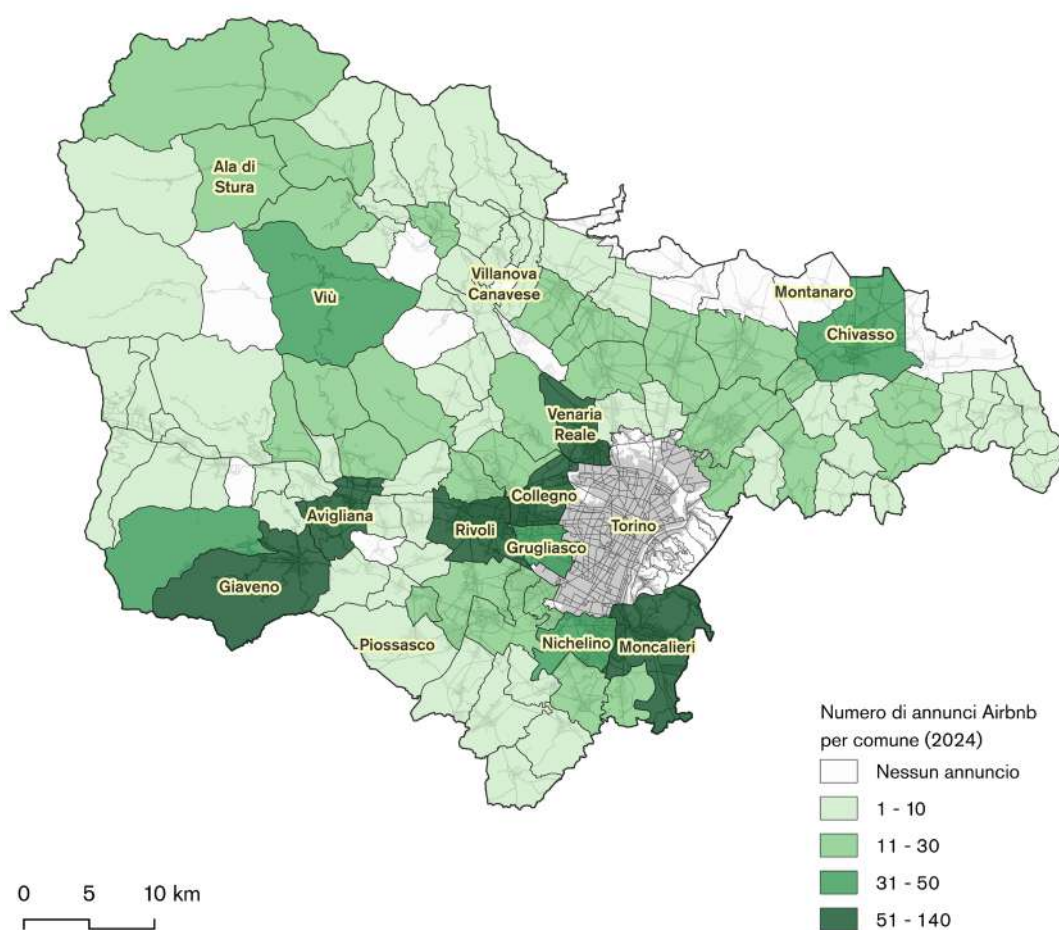 Ala di
Stura
Viù
Villanova
Canavese
Montanaro
Chivasso
Venaria
Reale
Collegno
Avigliana
Rivoli
Torino
Grugliasco
Giaveno
Piossasco
Nichelino
Moncalieri
Numero di annunci Airbnb
per comune (2024)
Nessun annuncio
1 - 10
11 - 30
31 - 50
51 - 140
0 5 10 km